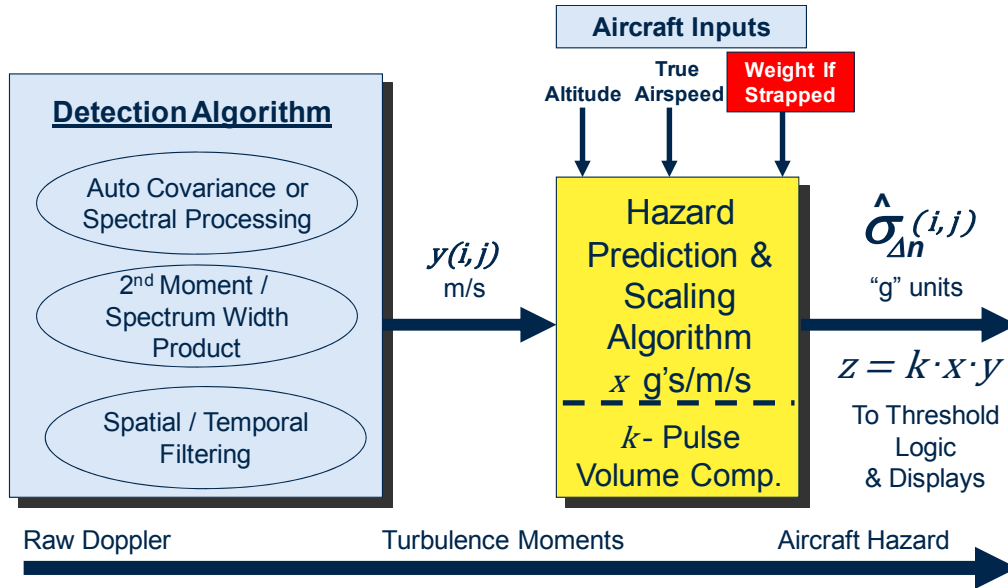 Aircraft Inputs
Altitude
True
Airspeed
Weight If
Strapped
Detection Algorithm
Auto Covariance or
Spectral Processing
2nd Moment /
Spectrum Width
Product
Spatial / Temporal
Filtering
y(i,j)
m/s
Hazard
Prediction &
Scaling
Algorithm
x g's/m/s
k - Pulse
Volume Comp.
σ̂Δn(i,j)
“g” units
z = k·x·y
To Threshold
Logic
& Displays
Raw Doppler
Turbulence Moments
Aircraft Hazard